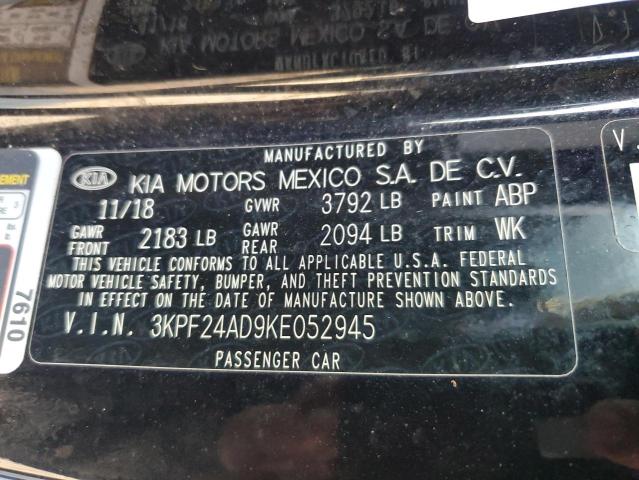 MANUFACTURED BY
KIA KIA MOTORS MEXICO S.A. DE C.V.
11/18 GVWR 3792 LB PAINT ABP
GAWR FRONT 2183 LB GAWR REAR 2094 LB TRIM WK
THIS VEHICLE CONFORMS TO ALL APPLICABLE U.S.A. FEDERAL
MOTOR VEHICLE SAFETY, BUMPER, AND THEFT PREVENTION STANDARDS
IN EFFECT ON THE DATE OF MANUFACTURE SHOWN ABOVE.
V.I.N. 3KPF24AD9KE052945
PASSENGER CAR
7610
V.